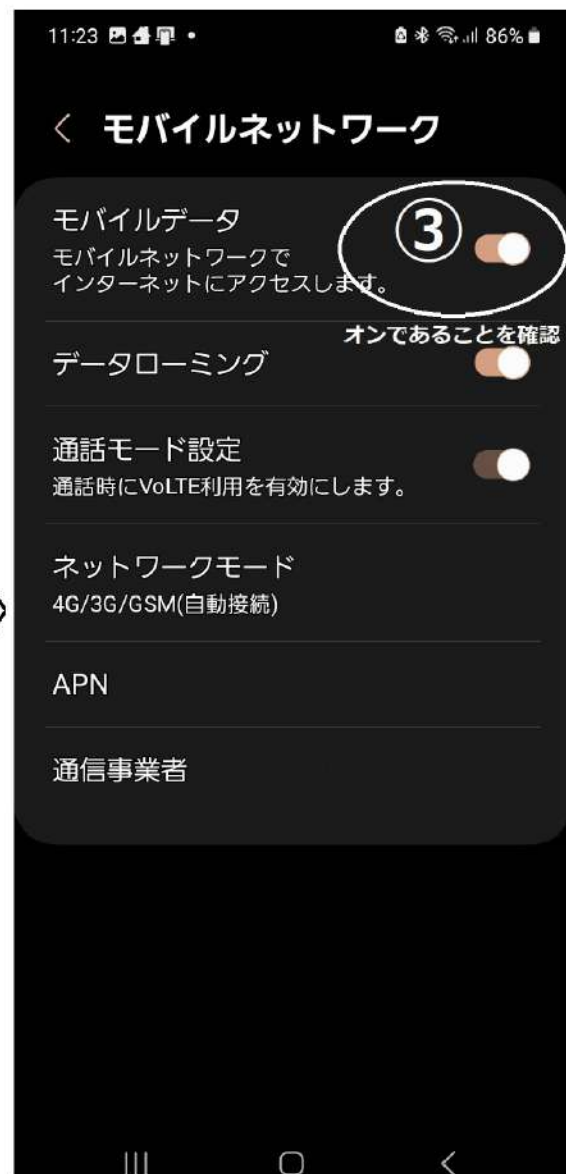 11:23
86%
モバイルネットワーク
モバイルデータ
③
モバイルネットワークで
インターネットにアクセスします。
オンであることを確認
データローミング
通話モード設定
通話時にVoLTE利用を有効にします。
ネットワークモード
4G/3G/GSM(自動接続)
APN
通信事業者